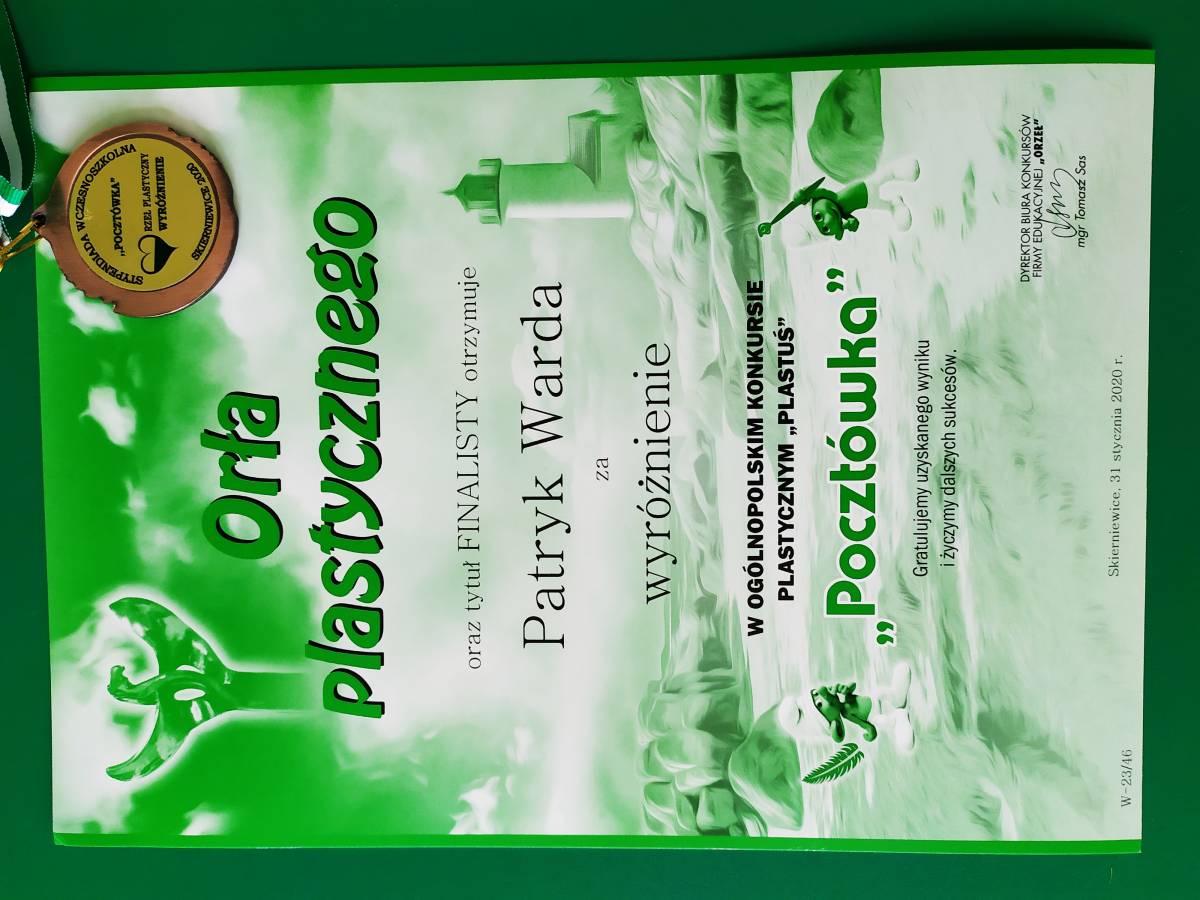 Orła
plastycznego
oraz tytuł FINALISTY otrzymuje
Patryk Warda
za
wyróżnienie
W OGÓLNOPOLSKIM KONKURSIE
PLASTYCZNYM „PLASTUŚ”
„Pocztówka”
Gratulujemy uzyskanego wyniku
i życzymy dalszych sukcesów.
DYREKTOR BIURA KONKURSÓW
FIRMY EDUKACYJNEJ „ORZEŁ”
mgr Tomasz Sas
Skierniewice, 31 stycznia 2020 r.
W-23/46
STYPENDIADA WCZESNOSZKOLNA
„POCZTÓWKA”
RZEŁ PLASTYCZNY
WYRÓŻNIENIE
SKIERNIEWICE 2020